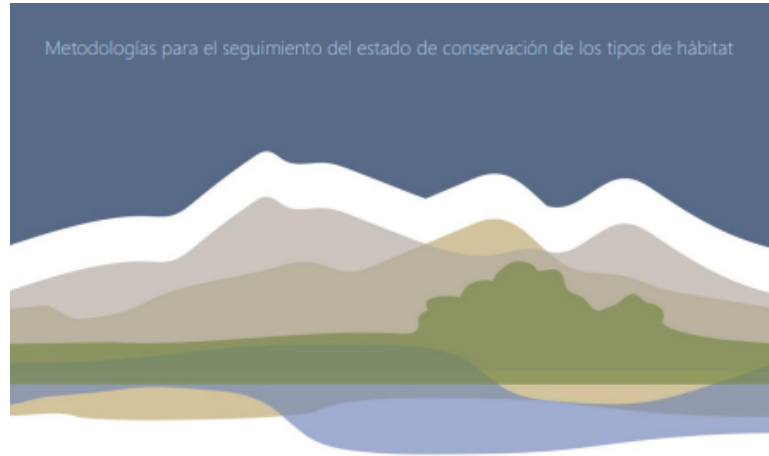 Metodologías para el seguimiento del estado de conservación de los tipos de hábitat